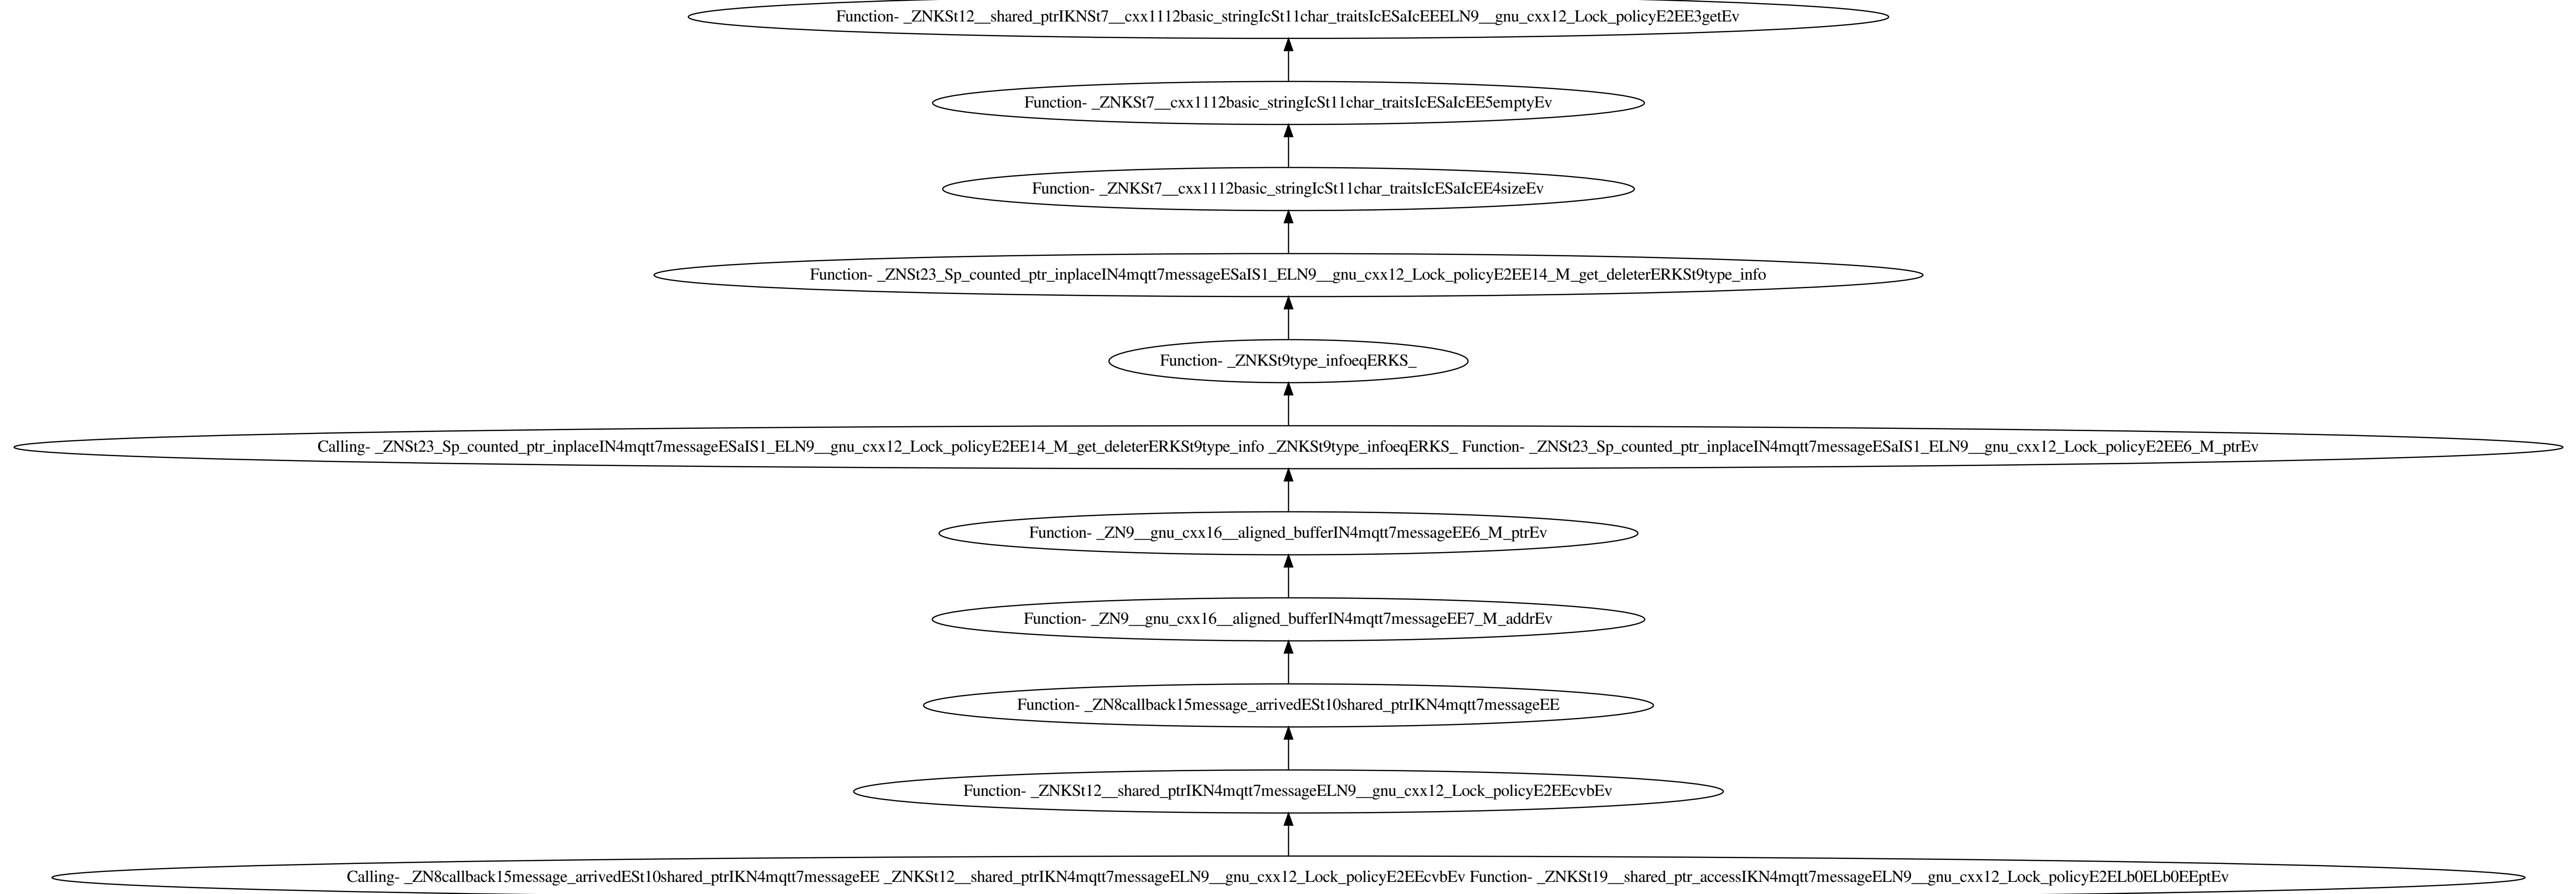 Function- _ZNKSt12__shared_ptrIKNSt7__cxx1112basic_stringIcSt11char_traitsIcESaIcEEELN9__gnu_cxx12_Lock_policyE2EE3getEv
Function- _ZNKSt7__cxx1112basic_stringIcSt11char_traitsIcESaIcEE5emptyEv
Function- _ZNKSt7__cxx1112basic_stringIcSt11char_traitsIcESaIcEE4sizeEv
Function- _ZNSt23_Sp_counted_ptr_inplaceIN4mqtt7messageESaIS1_ELN9__gnu_cxx12_Lock_policyE2EE14_M_get_deleterERKSt9type_info
Function- _ZNKSt9type_infoeqERKS_
Calling- _ZNSt23_Sp_counted_ptr_inplaceIN4mqtt7messageESaIS1_ELN9__gnu_cxx12_Lock_policyE2EE14_M_get_deleterERKSt9type_info _ZNKSt9type_infoeqERKS_ Function- _ZNSt23_Sp_counted_ptr_inplaceIN4mqtt7messageESaIS1_ELN9__gnu_cxx12_Lock_policyE2EE6_M_ptrEv
Function- _ZN9__gnu_cxx16__aligned_bufferIN4mqtt7messageEE6_M_ptrEv
Function- _ZN9__gnu_cxx16__aligned_bufferIN4mqtt7messageEE7_M_addrEv
Function- _ZN8callback15message_arrivedESt10shared_ptrIKN4mqtt7messageEE
Function- _ZNKSt12__shared_ptrIKN4mqtt7messageELN9__gnu_cxx12_Lock_policyE2EEcvbEv
Calling- _ZN8callback15message_arrivedESt10shared_ptrIKN4mqtt7messageEE _ZNKSt12__shared_ptrIKN4mqtt7messageELN9__gnu_cxx12_Lock_policyE2EEcvbEv Function- _ZNKSt19__shared_ptr_accessIKN4mqtt7messageELN9__gnu_cxx12_Lock_policyE2ELb0ELb0EEptEv